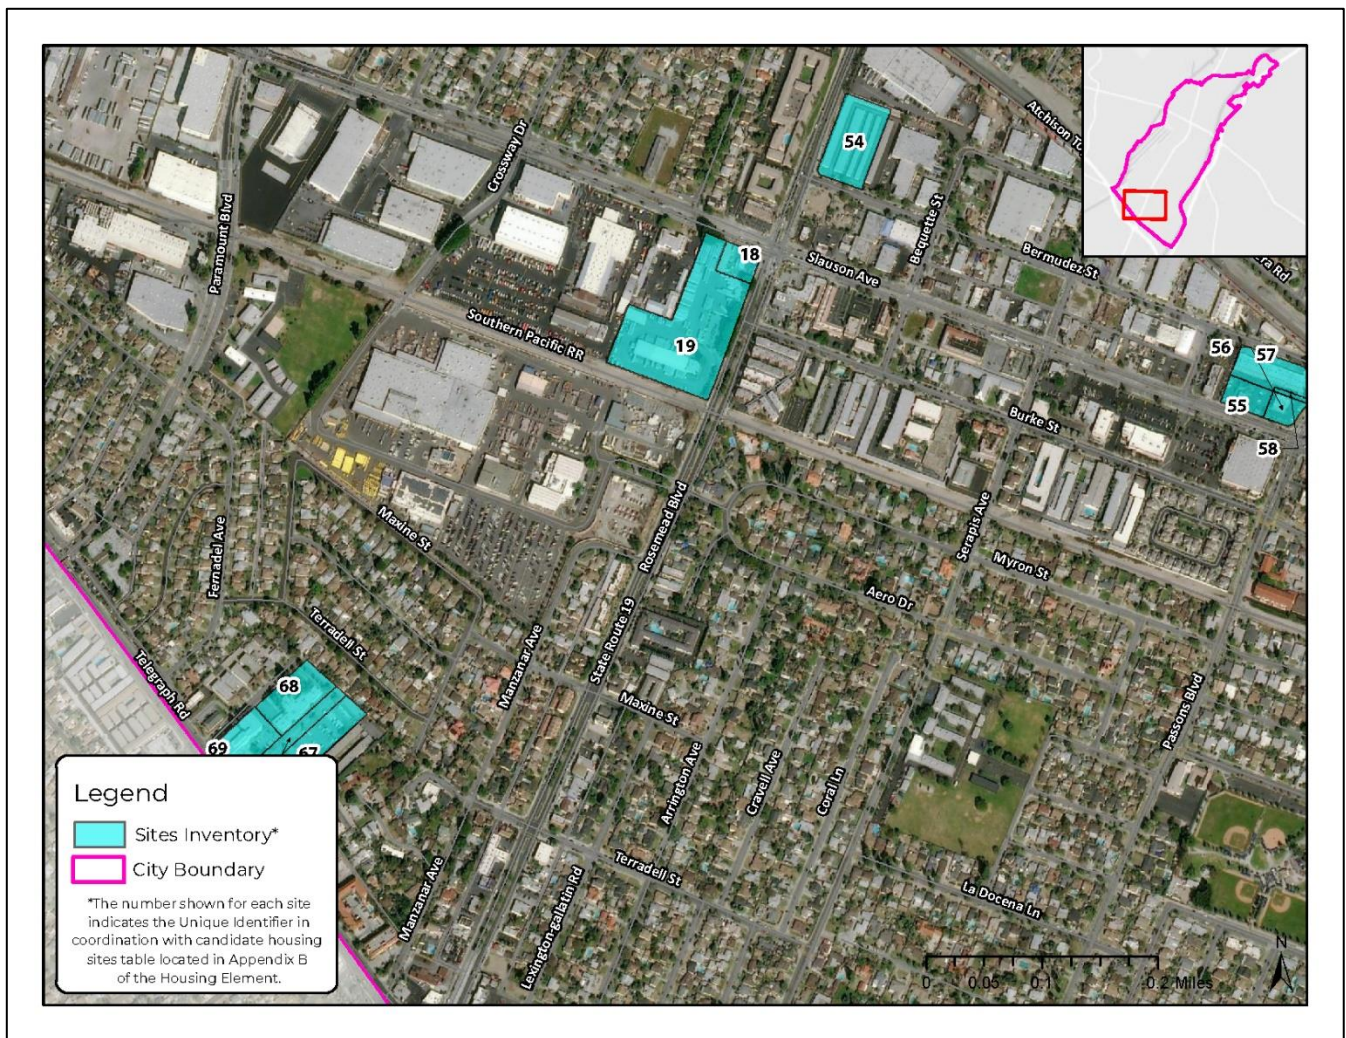 Crossway Dr
54
Atchison To
Paramount Blvd
Bequette St
18
Slauson Ave
Bermudez St
era Rd
Southern Pacific RR
19
56
57
55
Burke St
58
Rosemead Blvd
Serapis Ave
Maxine St
Fernadel Ave
Myron St
Aero Dr
Terradell St
State Route 19
Manzanar Ave
Telegraph Rd
68
Maxine St
Passons Blvd
69
67
Arrington Ave
Cravell Ave
Coral Ln
Legend
Sites Inventory*
City Boundary
*The number shown for each site
indicates the Unique Identifier in
coordination with candidate housing
sites table located in Appendix B
of the Housing Element.
Manzanar Ave
Lexington-gallatin Rd
Terradell St
La Docena Ln
N
0 0.05 0.1 0.2 Miles